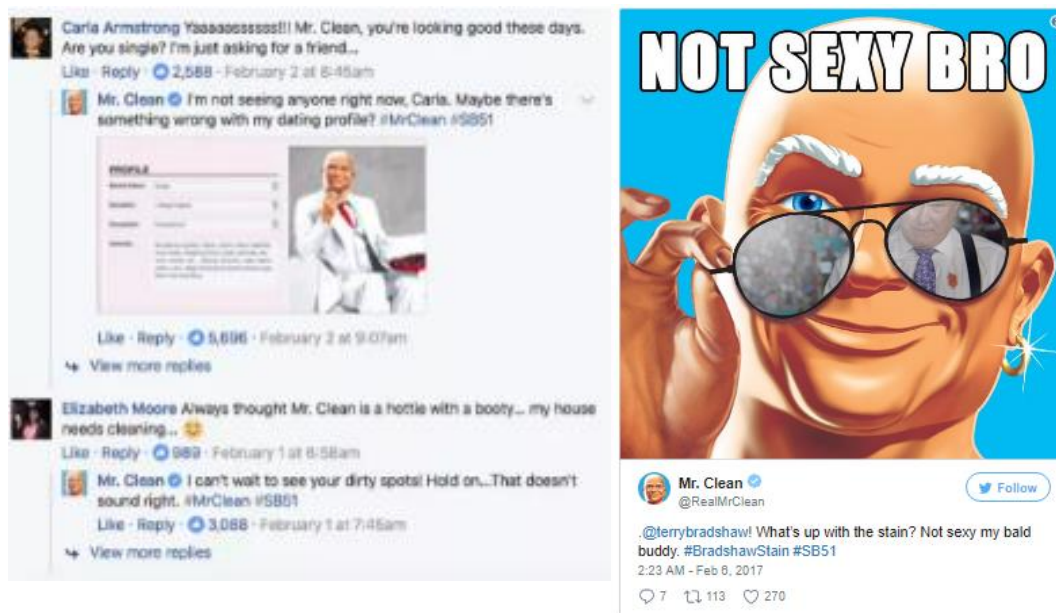 Carla Armstrong Yaaaaasssssss!!! Mr. Clean, you're looking good these days.
Are you single? I'm just asking for a friend...
Like · Reply · 2,588 · February 2 at 8:45am
Mr. Clean I'm not seeing anyone right now, Carla. Maybe there's
something wrong with my dating profile? #MrClean #SB51
PROFILE
Like · Reply · 5,696 · February 2 at 9:07am
View more replies
Elizabeth Moore Always thought Mr. Clean is a hottie with a booty... my house
needs cleaning...
Like · Reply · 989 · February 1 at 6:58am
Mr. Clean I can't wait to see your dirty spots! Hold on...That doesn't
sound right. #MrClean #SB51
Like · Reply · 3,088 · February 1 at 7:45am
View more replies
NOT SEXY BRO
Mr. Clean
@RealMrClean
Follow
.@terrybradshaw! What's up with the stain? Not sexy my bald
buddy. #BradshawStain #SB51
2:23 AM - Feb 6, 2017
7 113 270